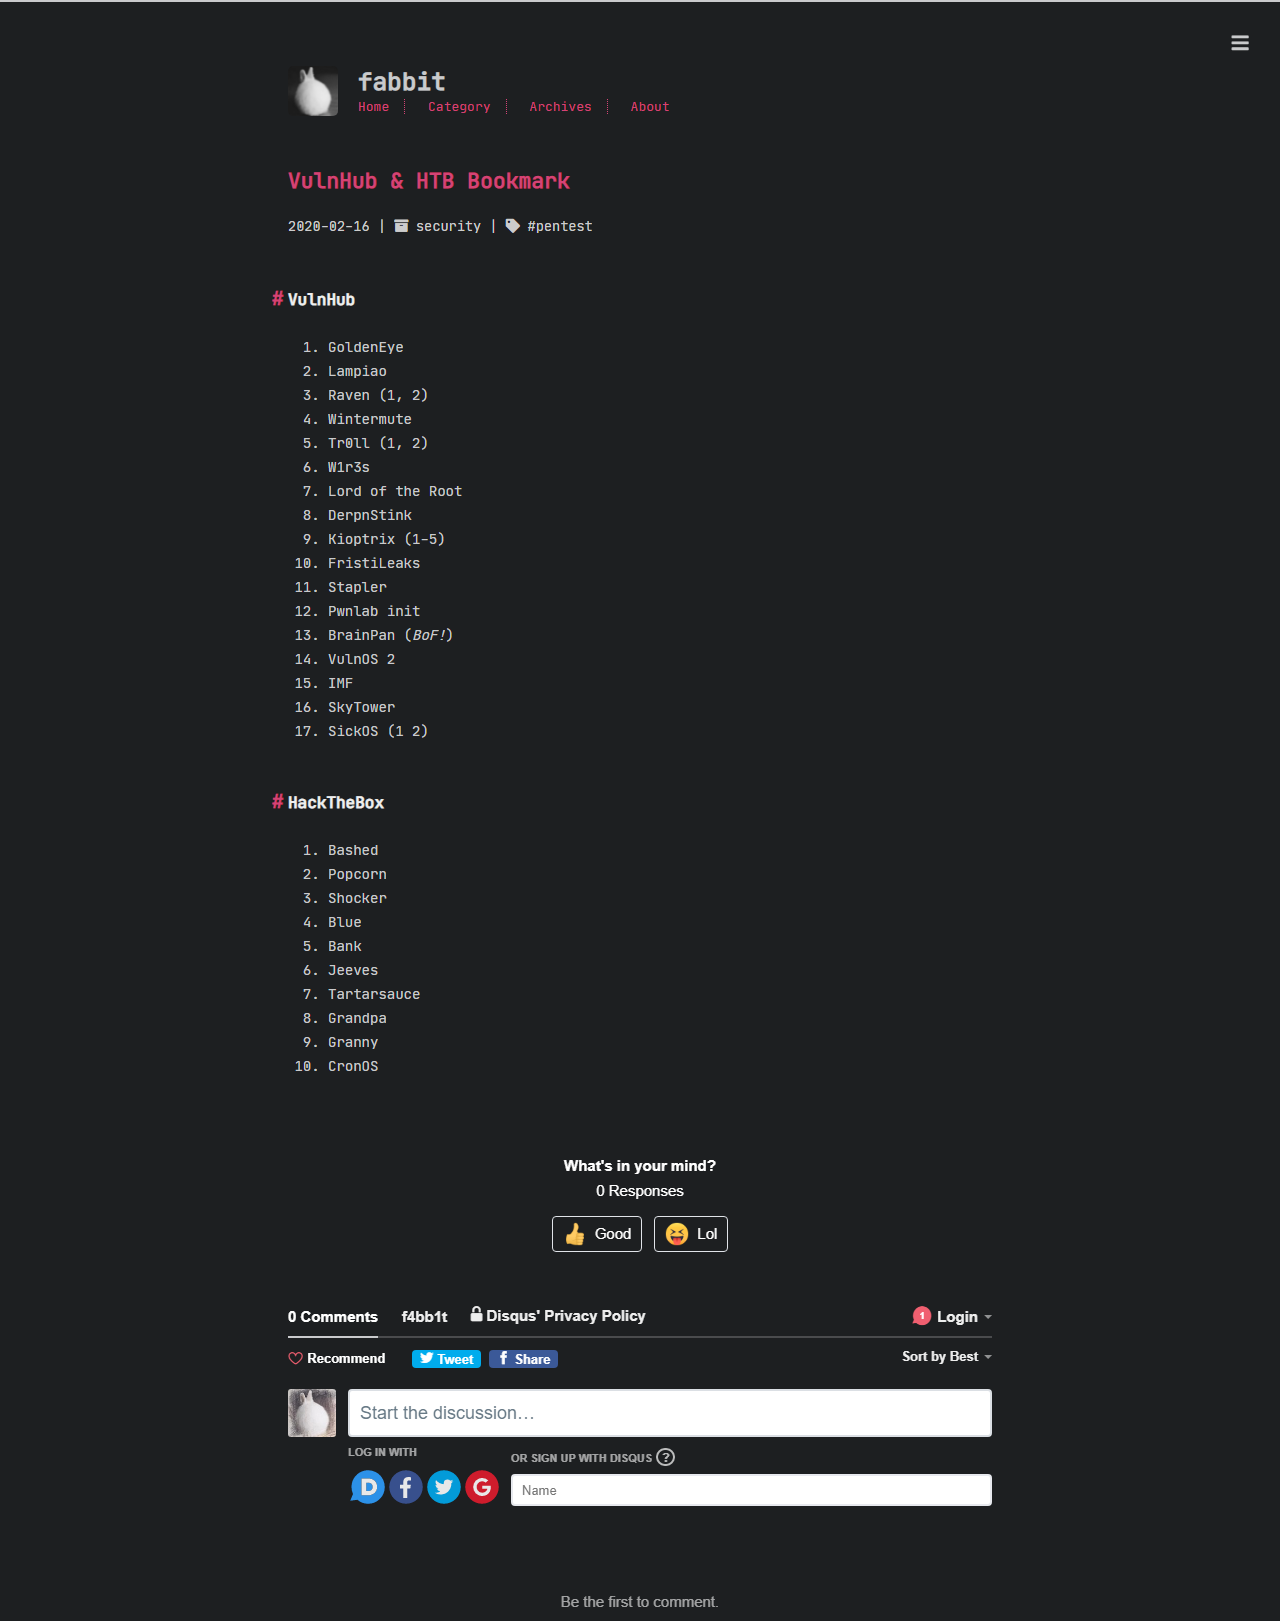 fabbit
Home
Category
Archives
About
VulnHub & HTB Bookmark
2020-02-16 | security | #pentest
# VulnHub
1. GoldenEye
2. Lampiao
3. Raven (1, 2)
4. Wintermute
5. Tr0ll (1, 2)
6. W1r3s
7. Lord of the Root
8. DerpnStink
9. Kioptrix (1-5)
10. FristiLeaks
11. Stapler
12. Pwnlab init
13. BrainPan (BoF!)
14. VulnOS 2
15. IMF
16. SkyTower
17. SickOS (1 2)
# HackTheBox
1. Bashed
2. Popcorn
3. Shocker
4. Blue
5. Bank
6. Jeeves
7. Tartarsauce
8. Grandpa
9. Granny
10. CronOS
What's in your mind?
0 Responses
Good
Lol
0 Comments
f4bb1t
Disqus' Privacy Policy
1
Login
Recommend
Tweet
f Share
Sort by Best
Start the discussion…
LOG IN WITH
OR SIGN UP WITH DISQUS ?
D
f
G
Name
Be the first to comment.